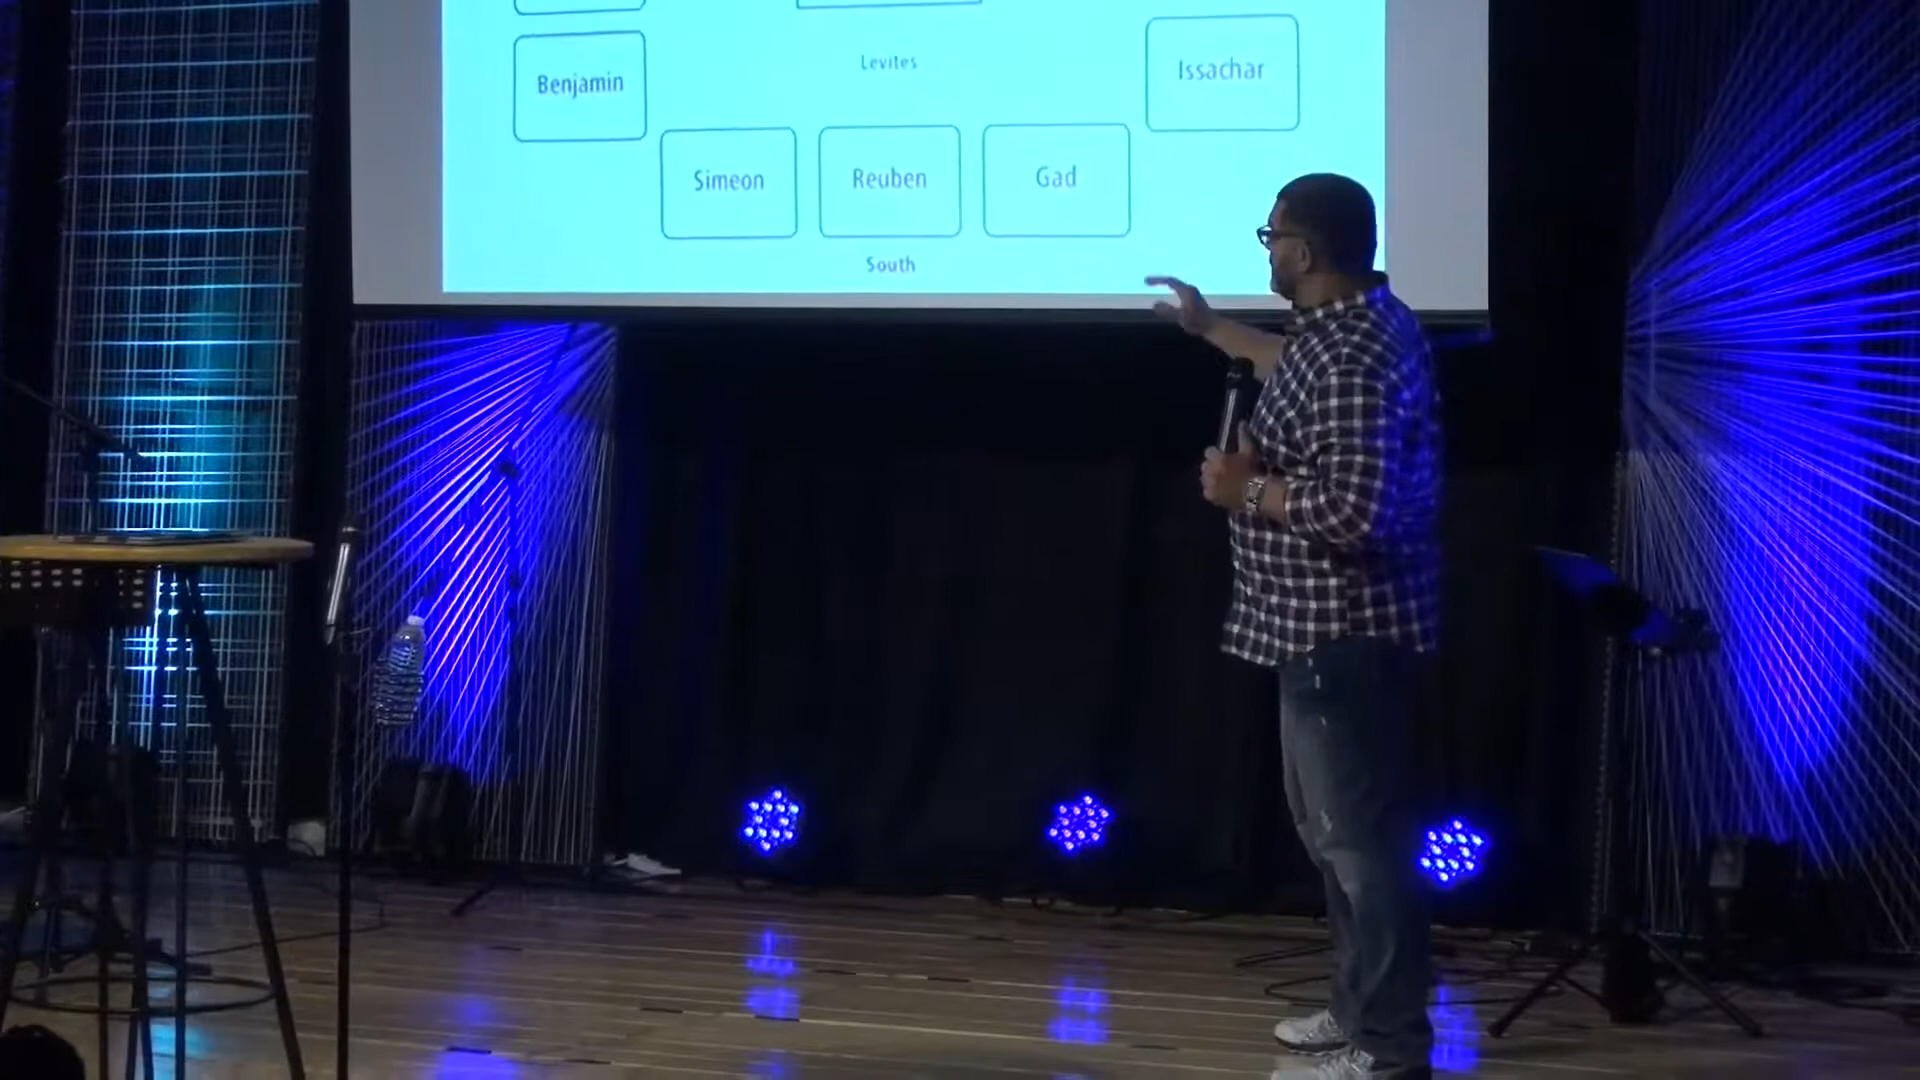 Levites
Issachar
Benjamin
Simeon
Reuben
Gad
South